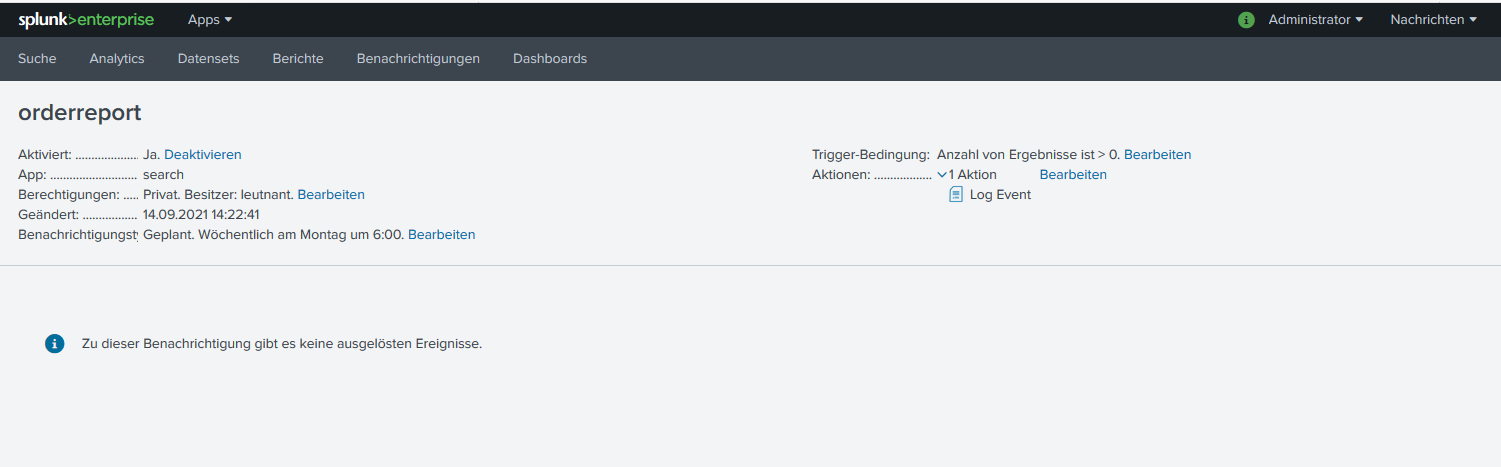 splunk>enterprise Apps Administrator Nachrichten
Suche Analytics Datensets Berichte Benachrichtigungen Dashboards
orderreport
Aktiviert: ................... Ja. Deaktivieren
App: ........................... search
Berechtigungen: ..... Privat. Besitzer: leutnant. Bearbeiten
Geändert: ................. 14.09.2021 14:22:41
Benachrichtigungsty Geplant. Wöchentlich am Montag um 6:00. Bearbeiten
Trigger-Bedingung: Anzahl von Ergebnisse ist > 0. Bearbeiten
Aktionen: .................. 1 Aktion Bearbeiten
Log Event
Zu dieser Benachrichtigung gibt es keine ausgelösten Ereignisse.